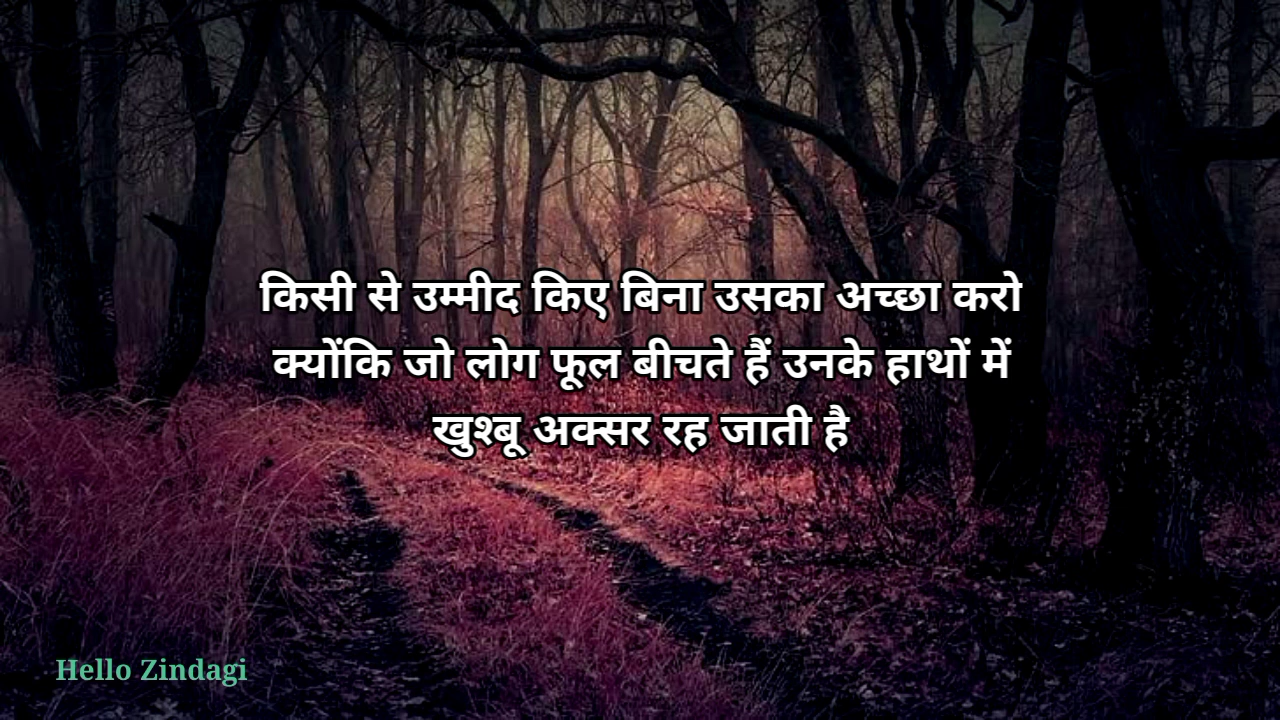 किसी से उम्मीद किए बिना उसका अच्छा करो
क्योंकि जो लोग फूल बीचते हैं उनके हाथों में
खुश्बू अक्सर रह जाती है
Hello Zindagi